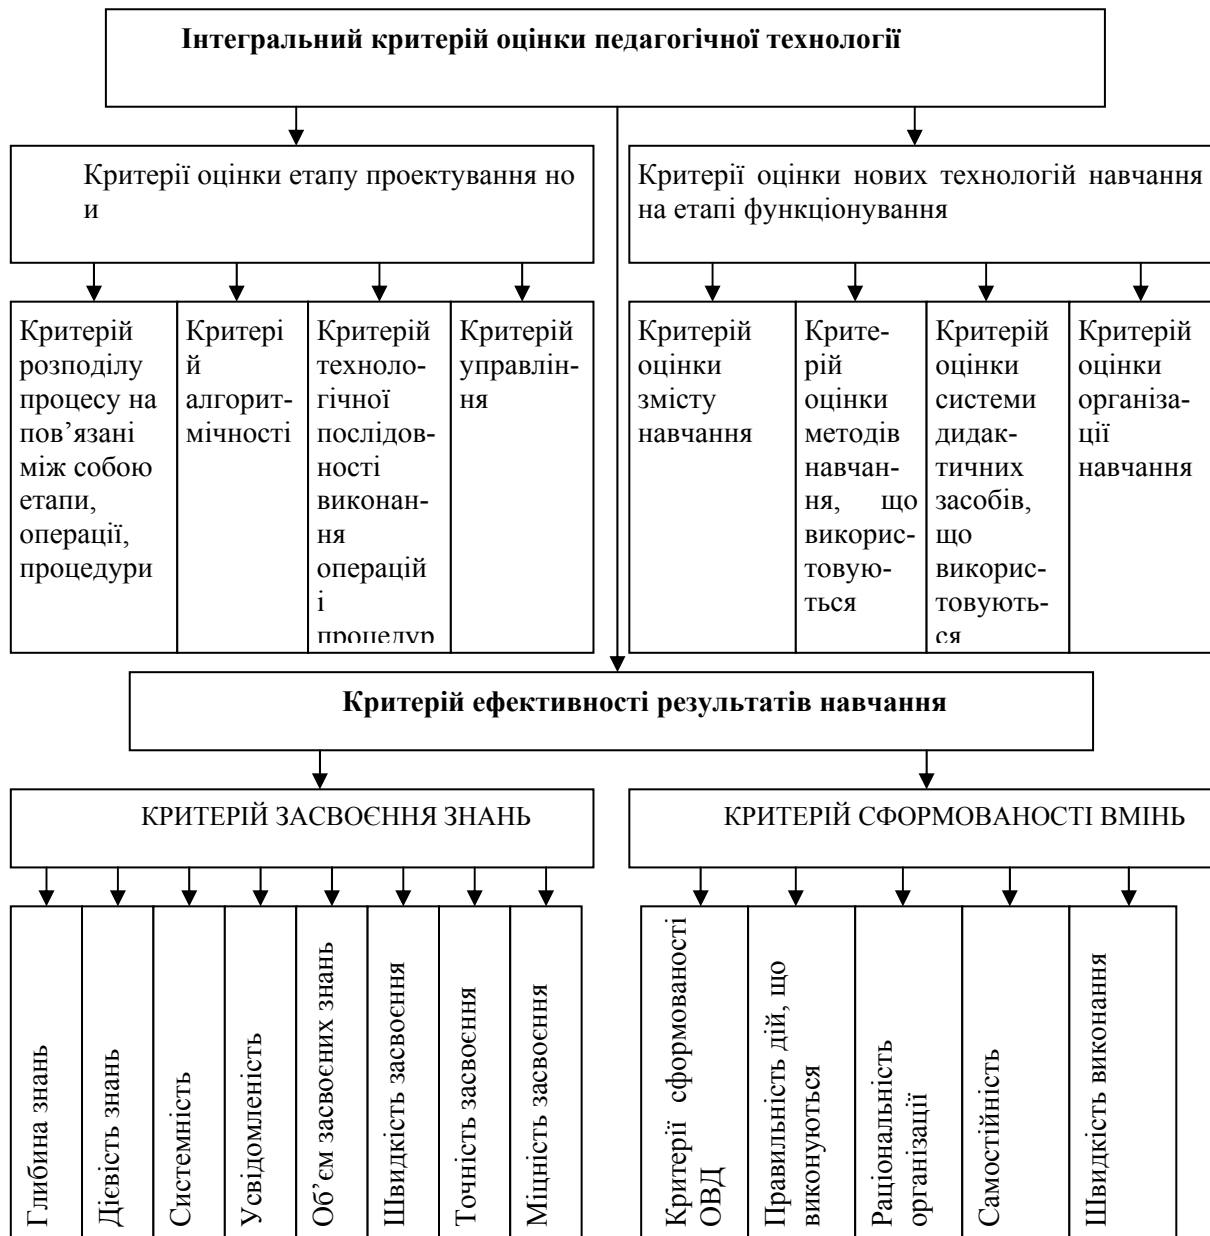 Інтегральний критерій оцінки педагогічної технології
Критерії оцінки етапу проектування но
и
Критерії оцінки нових технологій навчання
на етапі функціонування
Критерій
розподілу
процесу на
пов’язані
між собою
етапи,
операції,
процедури
Критері
й
алгорит-
мічності
Критерій
техноло-
гічної
послідов-
ності
виконан-
ня
операцій
і
процедур
Критерій
управлін-
ня
Критерій
оцінки
змісту
навчання
Крите-
рій
оцінки
методів
навчан-
ня, що
викорис-
товую-
ться
Критерій
оцінки
системи
дидак-
тичних
засобів,
що
викорис-
товують-
ся
Критерій
оцінки
організа-
ції
навчання
Критерій ефективності результатів навчання
КРИТЕРІЙ ЗАСВОЄННЯ ЗНАНЬ
КРИТЕРІЙ СФОРМОВАНОСТІ ВМІНЬ
Глибина знань
Дієвість знань
Системність
Усвідомленість
Об’єм засвоєних знань
Швидкість засвоєння
Точність засвоєння
Міцність засвоєння
Критерії сформованості
ОВД
Правильність дій, що
виконуються
Раціональність
організації
Самостійність
Швидкість виконання